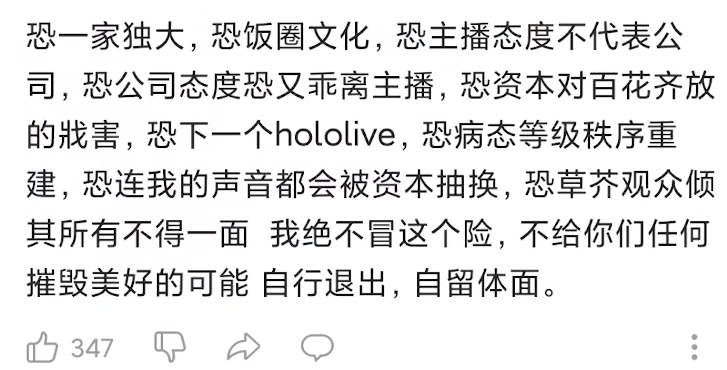 恐一家独大，恐饭圈文化，恐主播态度不代表公
司，恐公司态度恐又乖离主播，恐资本对百花齐放
的戕害，恐下一个hololive，恐病态等级秩序重
建，恐连我的声音都会被资本抽换，恐草芥观众倾
其所有不得一面 我绝不冒这个险，不给你们任何
摧毁美好的可能 自行退出，自留体面。
347